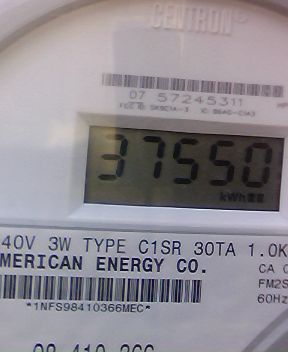 CENTRON®
07 57245311
37550
kWh
40V 3W TYPE C1SR 30TA 1.0K
MERICAN ENERGY CO.
CA
FM2S
60Hz
*1NFS98410366MEC*